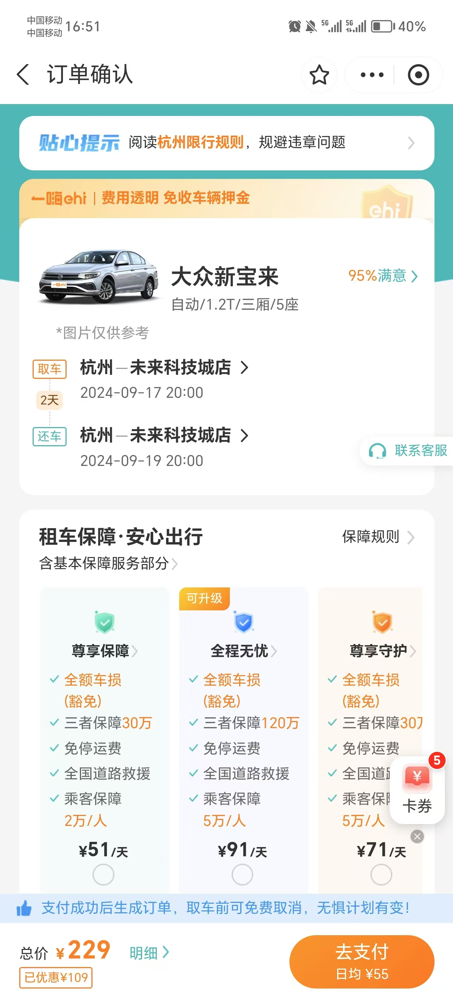 中国移动
中国移动
16:51
5G
5G
40%
订单确认
贴心提示 阅读杭州限行规则，规避违章问题
一嗨ehi | 费用透明 免收车辆押金
ehi
一嗨ehi
大众新宝来
95%满意
自动/1.2T/三厢/5座
*图片仅供参考
取车 杭州—未来科技城店
2024-09-17 20:00
2天
还车 杭州—未来科技城店
2024-09-19 20:00
联系客服
租车保障·安心出行
保障规则
含基本保障服务部分
尊享保障
全额车损
(豁免)
三者保障30万
免停运费
全国道路救援
乘客保障
2万/人
¥51/天
可升级
全程无忧
全额车损
(豁免)
三者保障120万
免停运费
全国道路救援
乘客保障
5万/人
¥91/天
尊享守护
全额车损
(豁免)
三者保障30万
免停运费
全国道路
乘客保障
5万/人
¥71/天
5
¥
卡券
支付成功后生成订单，取车前可免费取消，无惧计划有变！
总价 ¥229 明细
已优惠¥109
去支付
日均 ¥55